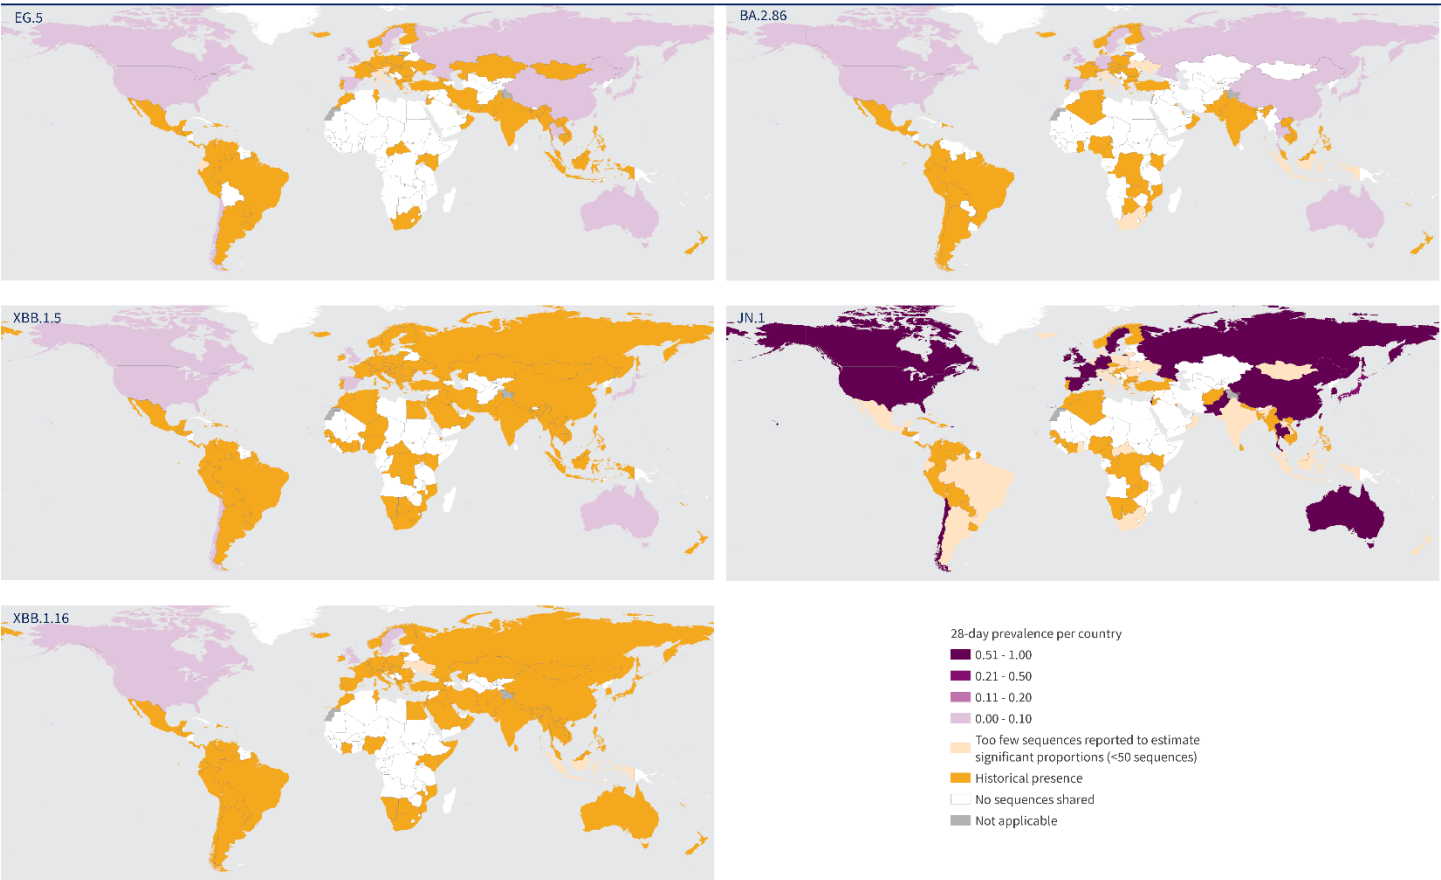 EG.5
BA.2.86
XBB.1.5
JN.1
XBB.1.16
28-day prevalence per country
0.51 - 1.00
0.21 - 0.50
0.11 - 0.20
0.00 - 0.10
Too few sequences reported to estimate
significant proportions (<50 sequences)
Historical presence
No sequences shared
Not applicable